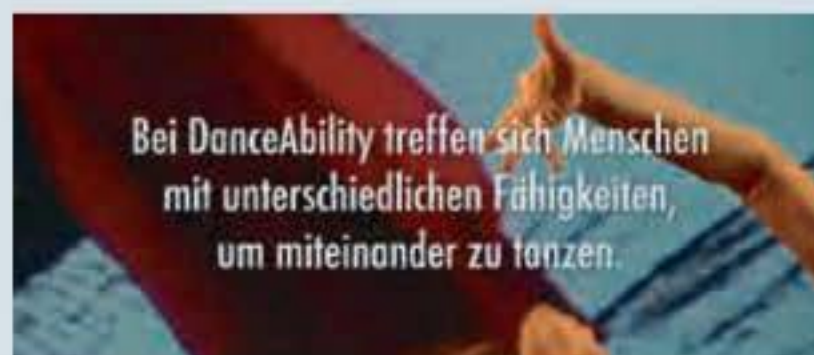 Bei DanceAbility treffen sich Menschen
mit unterschiedlichen Fähigkeiten,
um miteinander zu tanzen.